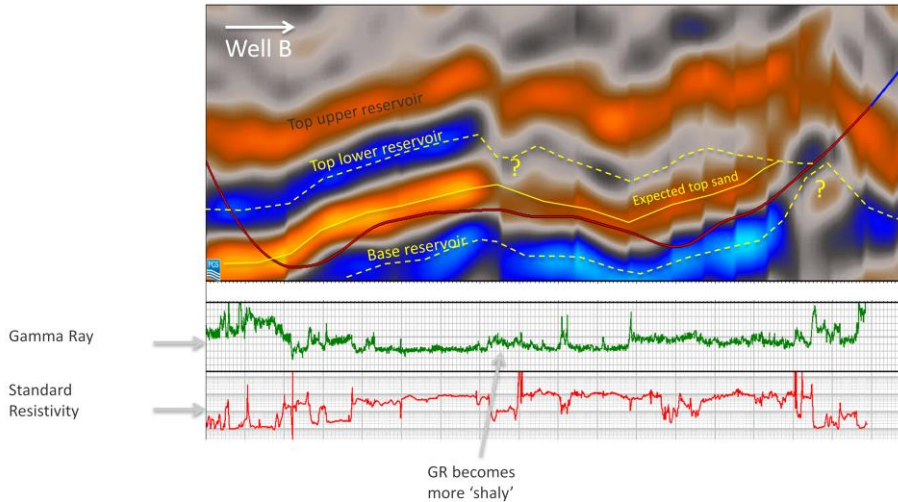 Well B
Top upper reservoir
Top lower reservoir
?
Expected top sand
?
Base reservoir
PGS
Gamma Ray
Standard
Resistivity
GR becomes
more ‘shaly’